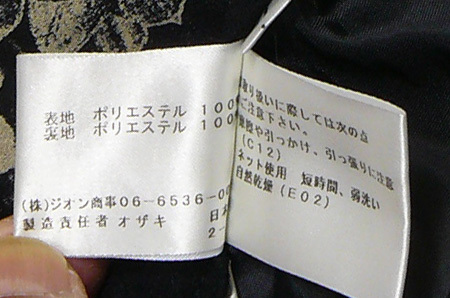 表地 ポリエステル 100
裏地 ポリエステル 100
(株)ジオン商事06-6536-00
製造責任者 オザキ 日本
2-
取り扱いに際しては次の点
ご注意下さい。
摩擦や引っかけ、引っ張りに注意
(C12)
ネット使用 短時間、弱洗い
自然乾燥(E02)